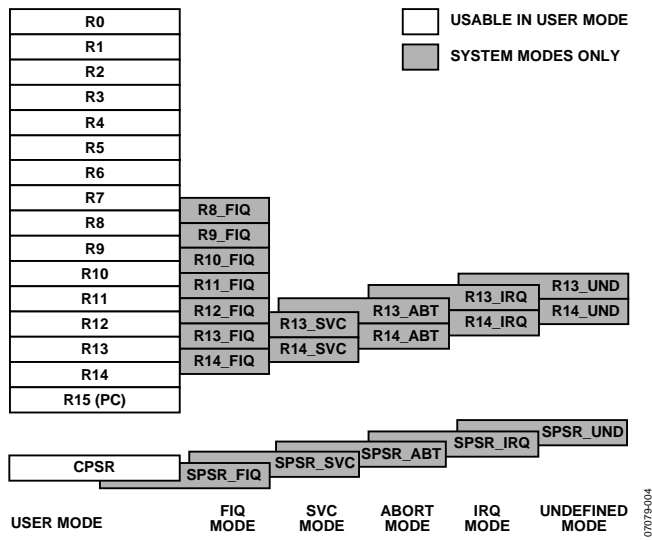 USABLE IN USER MODE
SYSTEM MODES ONLY
R0
R1
R2
R3
R4
R5
R6
R7
R8
R9
R10
R11
R12
R13
R14
R15 (PC)
R8_FIQ
R9_FIQ
R10_FIQ
R11_FIQ
R12_FIQ
R13_FIQ
R14_FIQ
R13_SVC
R14_SVC
R13_ABT
R14_ABT
R13_IRQ
R14_IRQ
R13_UND
R14_UND
CPSR
SPSR_FIQ
SPSR_SVC
SPSR_ABT
SPSR_IRQ
SPSR_UND
USER MODE
FIQ
MODE
SVC
MODE
ABORT
MODE
IRQ
MODE
UNDEFINED
MODE
07079-004